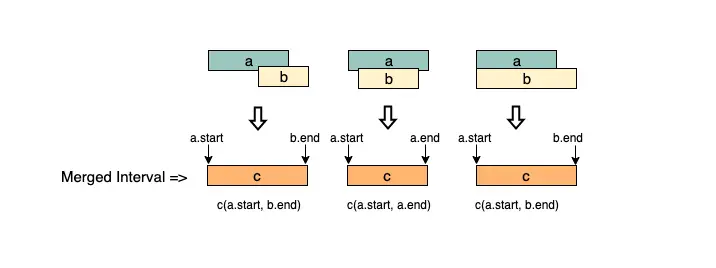 a
b
a
b
a
b
a.start
b.end
a.start
a.end
a.start
b.end
Merged Interval =>
c
c
c
c(a.start, b.end)
c(a.start, a.end)
c(a.start, b.end)